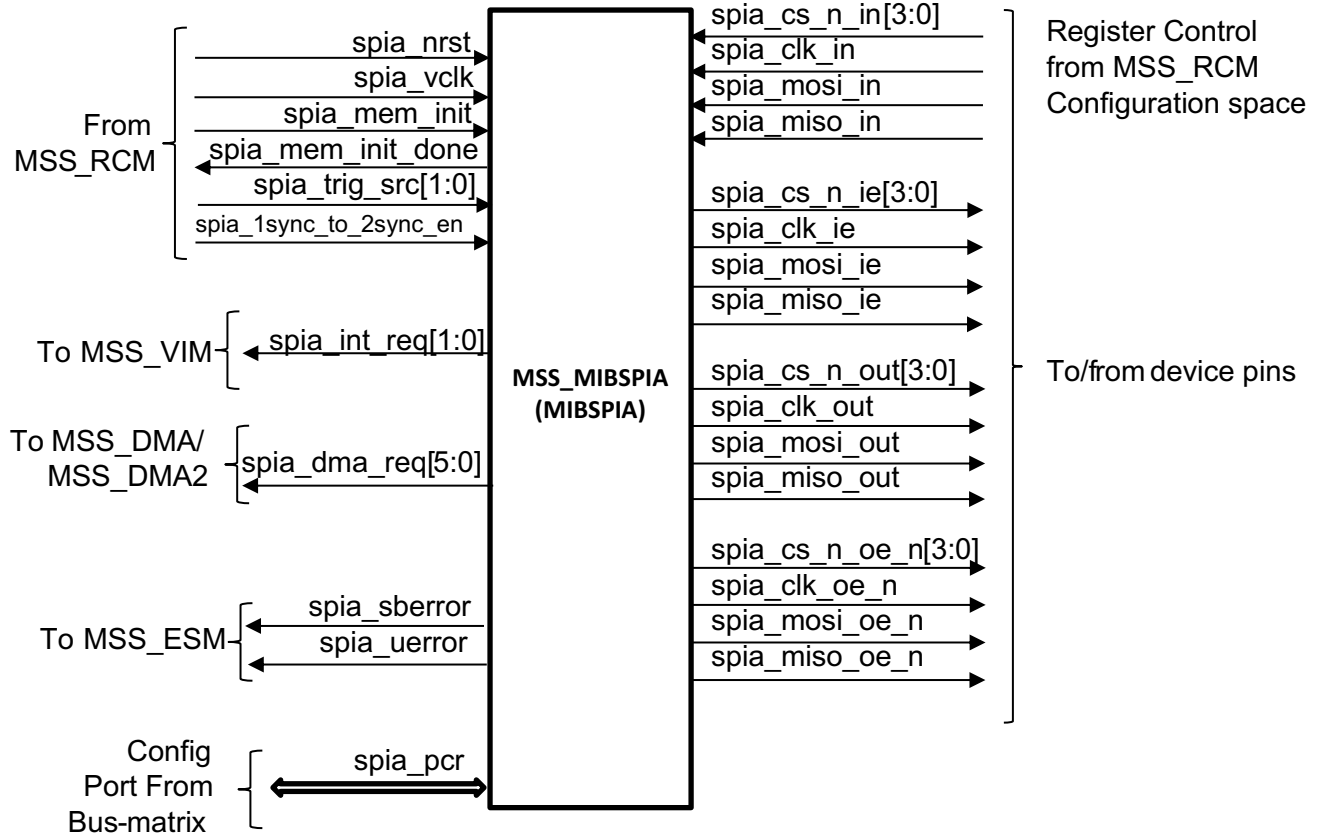 From
MSS_RCM
spia_nrst
spia_vclk
spia_mem_init
spia_mem_init_done
spia_trig_src[1:0]
spia_1sync_to_2sync_en
To MSS_VIM
spia_int_req[1:0]
To MSS_DMA/
MSS_DMA2
spia_dma_req[5:0]
To MSS_ESM
spia_sberror
spia_uerror
Config
Port From
Bus-matrix
spia_pcr
MSS_MIBSPIA
(MIBSPIA)
spia_cs_n_in[3:0]
spia_clk_in
spia_mosi_in
spia_miso_in
spia_cs_n_ie[3:0]
spia_clk_ie
spia_mosi_ie
spia_miso_ie
spia_cs_n_out[3:0]
spia_clk_out
spia_mosi_out
spia_miso_out
spia_cs_n_oe_n[3:0]
spia_clk_oe_n
spia_mosi_oe_n
spia_miso_oe_n
Register Control
from MSS_RCM
Configuration space
To/from device pins